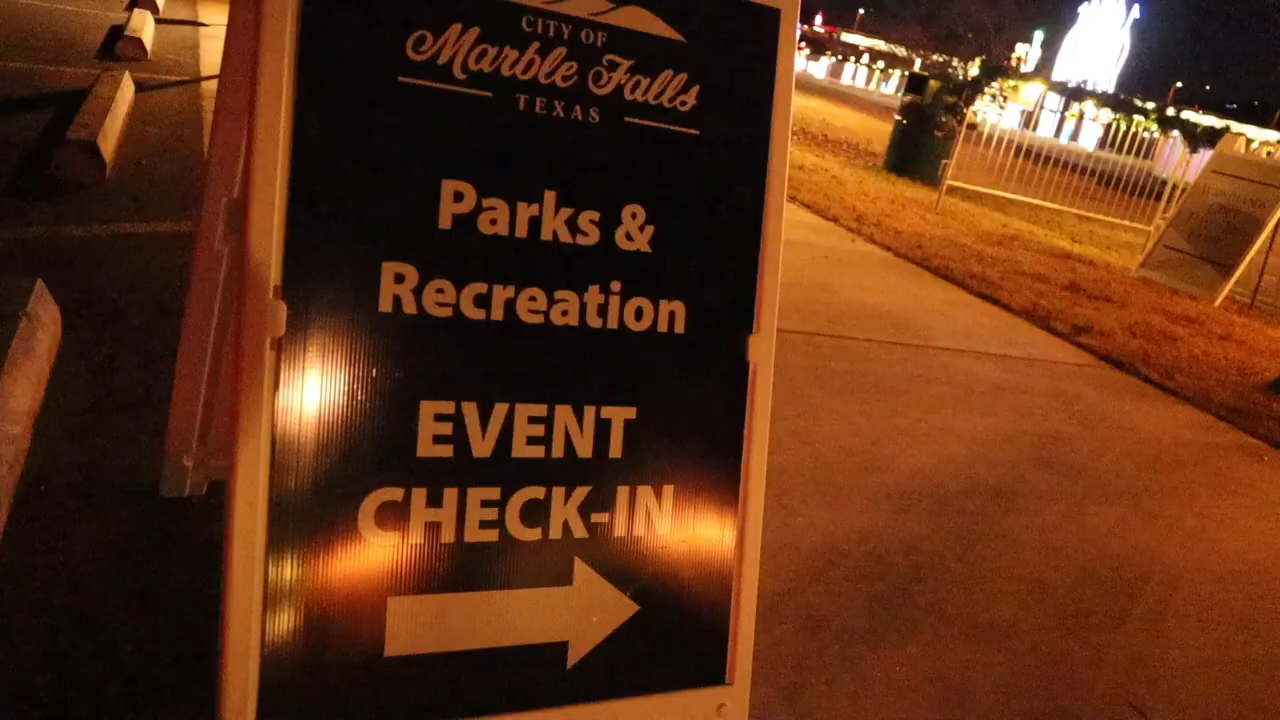 CITY OF
Marble Falls
TEXAS
Parks &
Recreation
EVENT
CHECK-IN